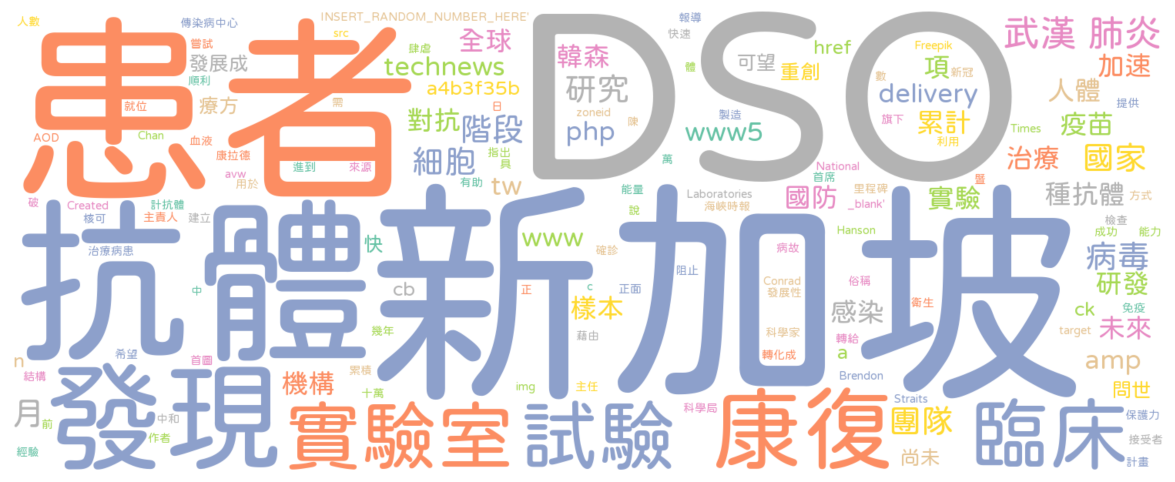 人數
傳染病中心
INSERT_RANDOM_NUMBER_HERE'
報導
嘗試
src
肆虐
全球
快速
韓森
體
可望
href
Freepik
武漢
肺炎
發展成
technews
重創
項
新冠
加速
順利
患者
DSO
療方
需
a4b3f35b
研究
數
人體
就位
日
zoneid
製造
delivery
提供
AOD
Chan
對抗
階段
php
陳
www5
旗下
累計
Times
疫苗
血液
利用
康拉德
指出
萬
治療
國家
進到
來源
細胞
具
National
首席
暨
破
avw
用於
有助
tw
能量
Laboratories
國防
里程碑
實驗
種抗體
方式
Created
計抗體
海峽時報
_blank'
核可
主責人
建立
說
檢查
抗體
新加坡
治療病患
快
www
確診
病故
Hanson
成功
能力
病毒
中
正
阻止
俗稱
cb
c
正面
Conrad
發展性
研發
樣本
感染
衛生
ck
免疫
幾年
藉由
科學家
轉給
target
未來
希望
首圖
轉化成
a
n
amp
結構
累積
機構
img
主任
Brendon
十萬
問世
發現
月
前
中和
實驗室
試驗
科學局
康復
Straits
團隊
臨床
保護力
作者
接受者
經驗
尚未
計畫